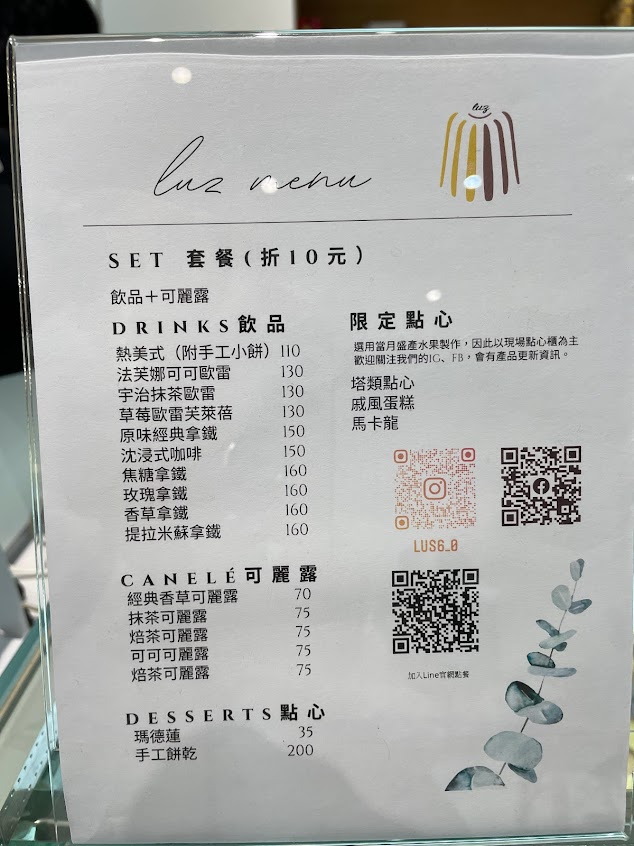 luz
luz menu
SET 套餐(折10元)
飲品＋可麗露
DRINKS飲品
熱美式（附手工小餅）110
法芙娜可可歐蕾 130
宇治抹茶歐蕾 130
草莓歐蕾芙萊蓓 130
原味經典拿鐵 150
沈浸式咖啡 150
焦糖拿鐵 160
玫瑰拿鐵 160
香草拿鐵 160
提拉米蘇拿鐵 160
CANELÉ可麗露
經典香草可麗露 70
抹茶可麗露 75
焙茶可麗露 75
可可可麗露 75
焙茶可麗露 75
DESSERTS點心
瑪德蓮 35
手工餅乾 200
限定點心
選用當月盛產水果製作，因此以現場點心櫃為主
歡迎關注我們的IG、FB，會有產品更新資訊。
塔類點心
戚風蛋糕
馬卡龍
LUS6_0
加入Line官網點餐